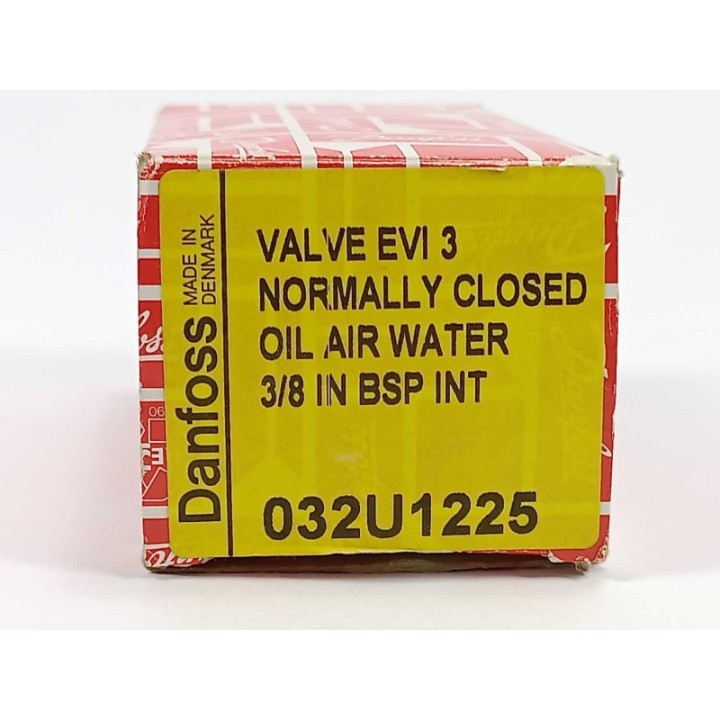 Danfoss
MADE IN
DENMARK
VALVE EVI 3
NORMALLY CLOSED
OIL AIR WATER
3/8 IN BSP INT
032U1225